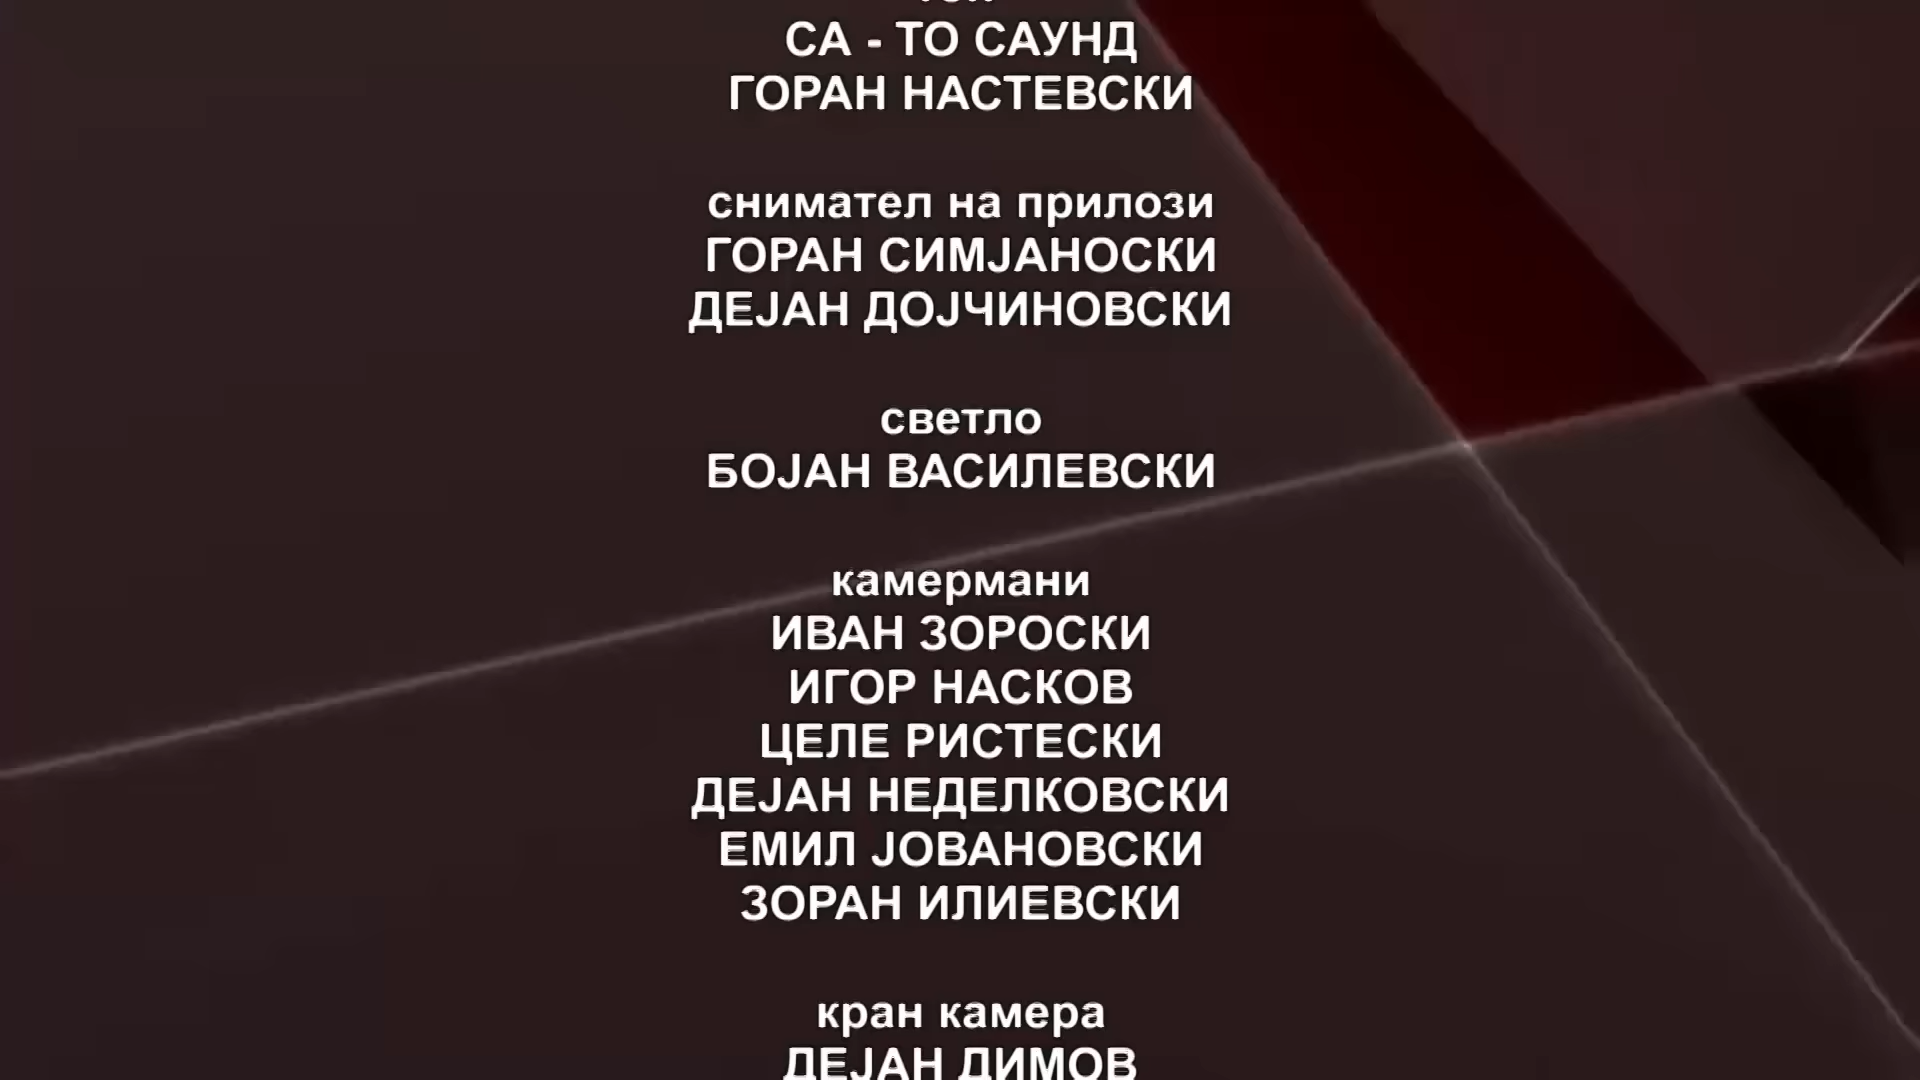 СА - ТО САУНД
ГОРАН НАСТЕВСКИ
снимател на прилози
ГОРАН СИМЈАНОСКИ
ДЕЈАН ДОЈЧИНОВСКИ
светло
БОЈАН ВАСИЛЕВСКИ
камермани
ИВАН ЗОРОСКИ
ИГОР НАСКОВ
ЦЕЛЕ РИСТЕСКИ
ДЕЈАН НЕДЕЛКОВСКИ
ЕМИЛ ЈОВАНОВСКИ
ЗОРАН ИЛИЕВСКИ
кран камера
ДЕЈАН ДИМОВ